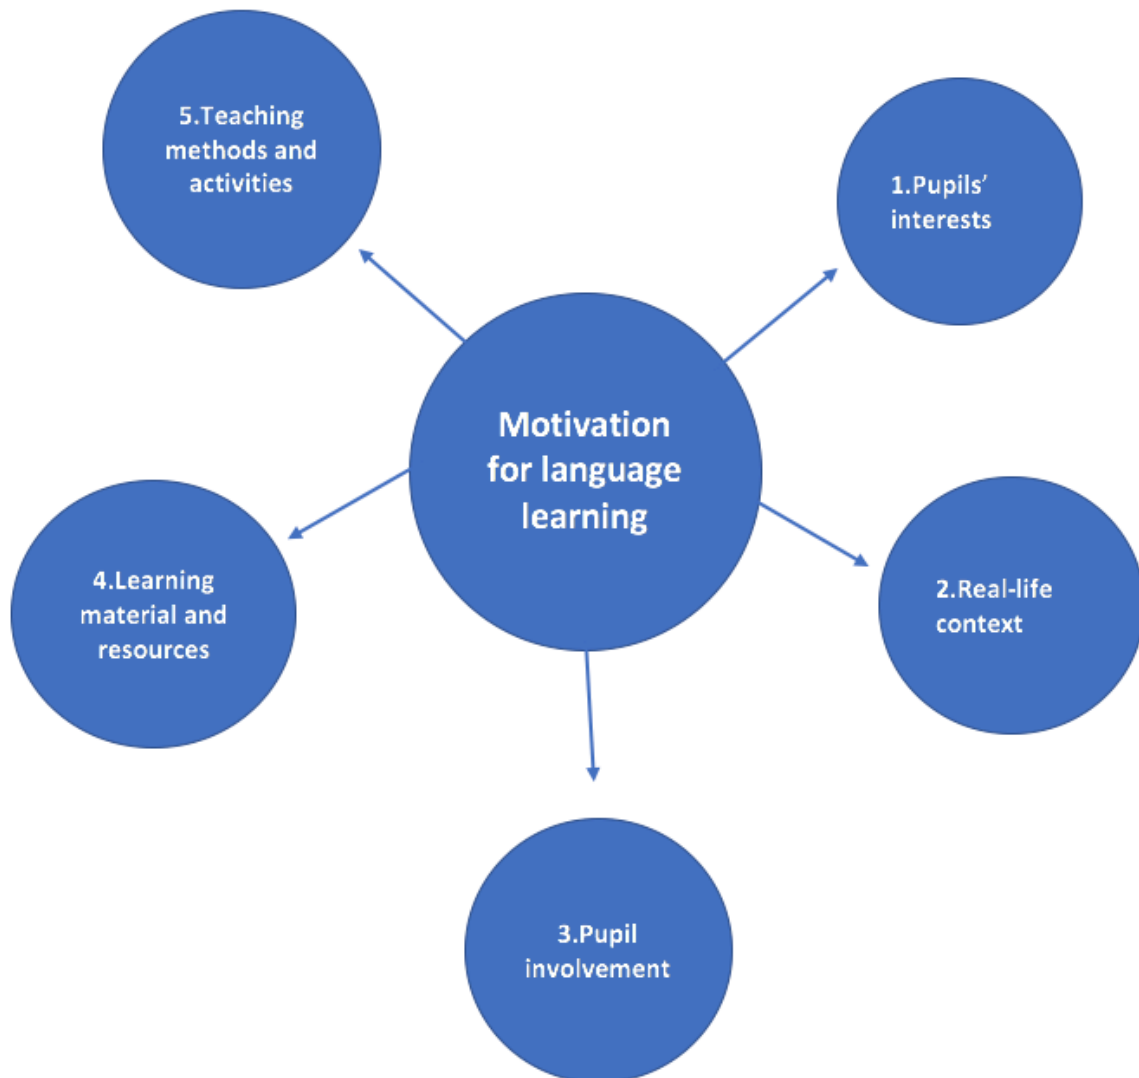 Motivation
for language
learning
1.Pupils’
interests
2.Real-life
context
3.Pupil
involvement
4.Learning
material and
resources
5.Teaching
methods and
activities